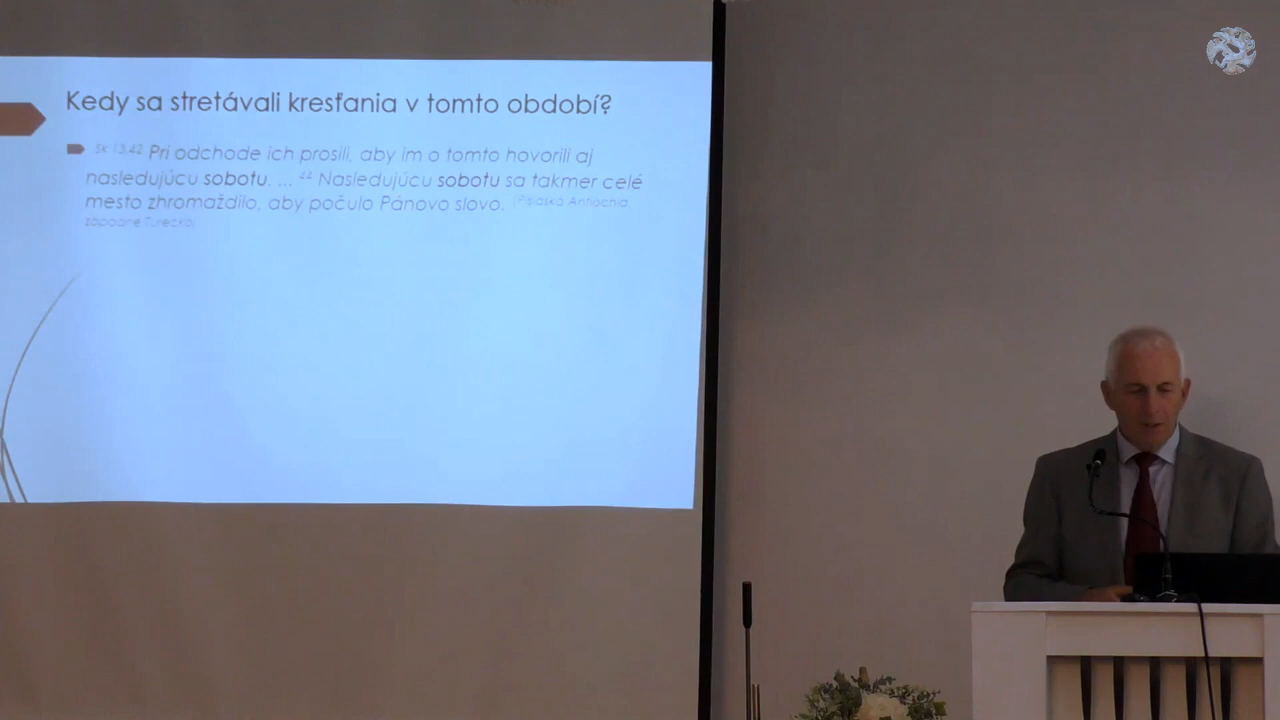 Kedy sa stretávali kresťania v tomto období?
Sk 13,42 Pri odchode ich prosili, aby im o tomto hovorili aj
nasledujúcu sobotu. ... 44 Nasledujúcu sobotu sa takmer celé
mesto zhromaždilo, aby počulo Pánovo slovo. (Pisidská Antiochia,
západné Turecko)